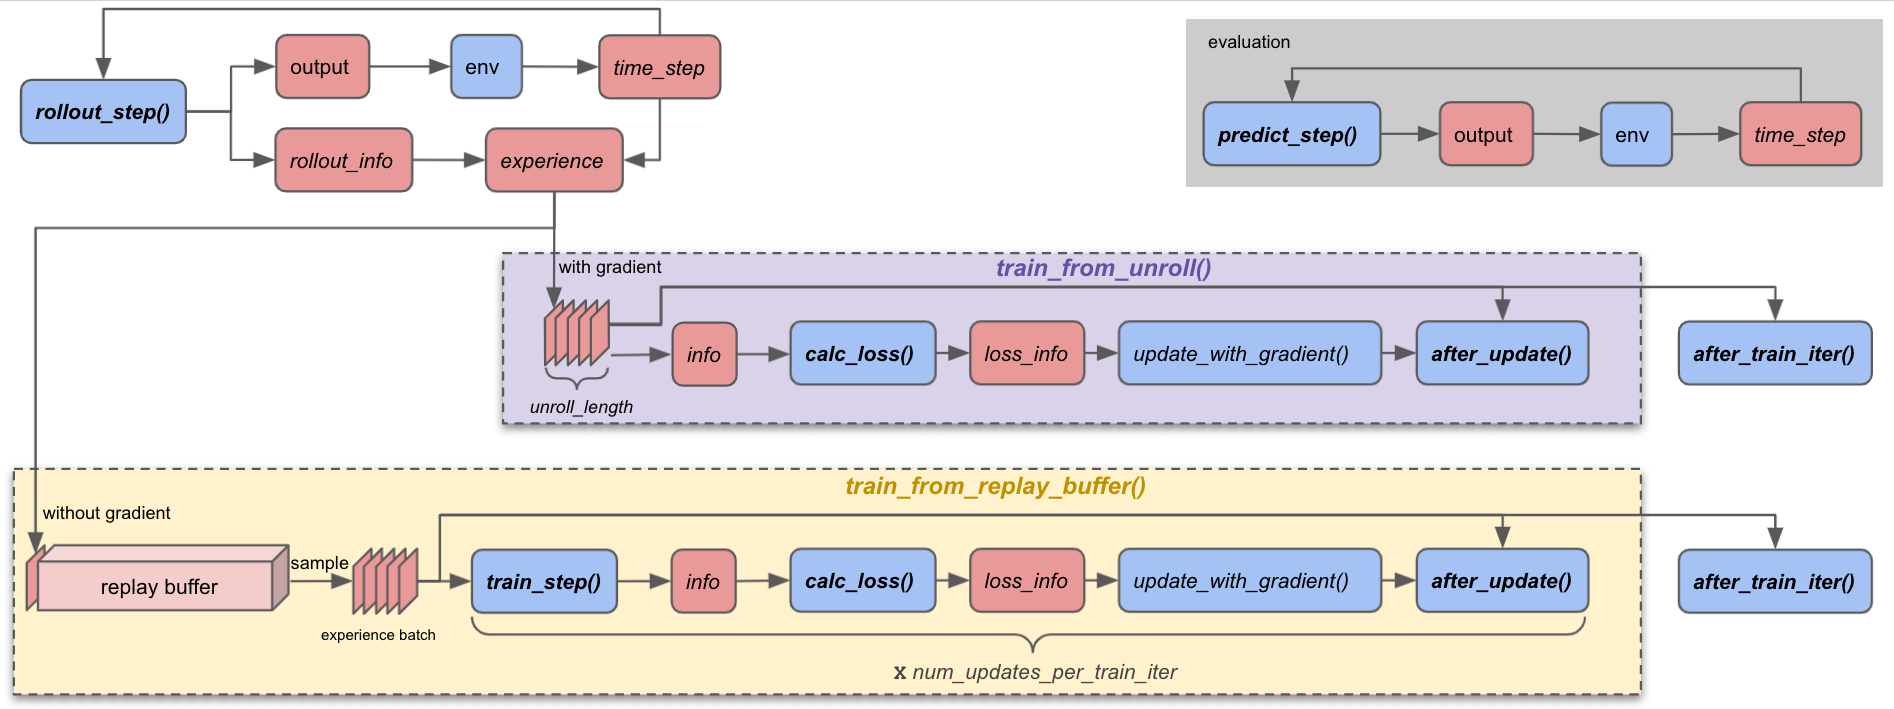 output
env
time_step
rollout_step()
rollout_info
experience
evaluation
predict_step()
output
env
time_step
with gradient
train_from_unroll()
info
calc_loss()
loss_info
update_with_gradient()
after_update()
after_train_iter()
unroll_length
train_from_replay_buffer()
without gradient
replay buffer
sample
experience batch
train_step()
info
calc_loss()
loss_info
update_with_gradient()
after_update()
after_train_iter()
x num_updates_per_train_iter